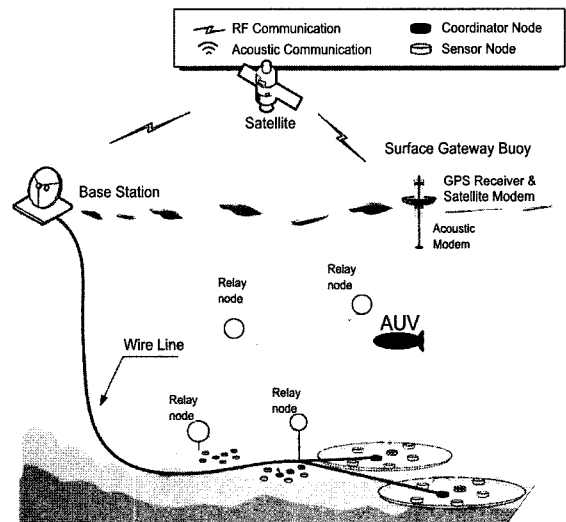 RF Communication
Coordinator Node
Acoustic Communication
Sensor Node
Satellite
Surface Gateway Buoy
Base Station
GPS Receiver &
Satellite Modem
Acoustic
Modem
Relay
node
Relay
node
AUV
Wire Line
Relay
node
Relay
node